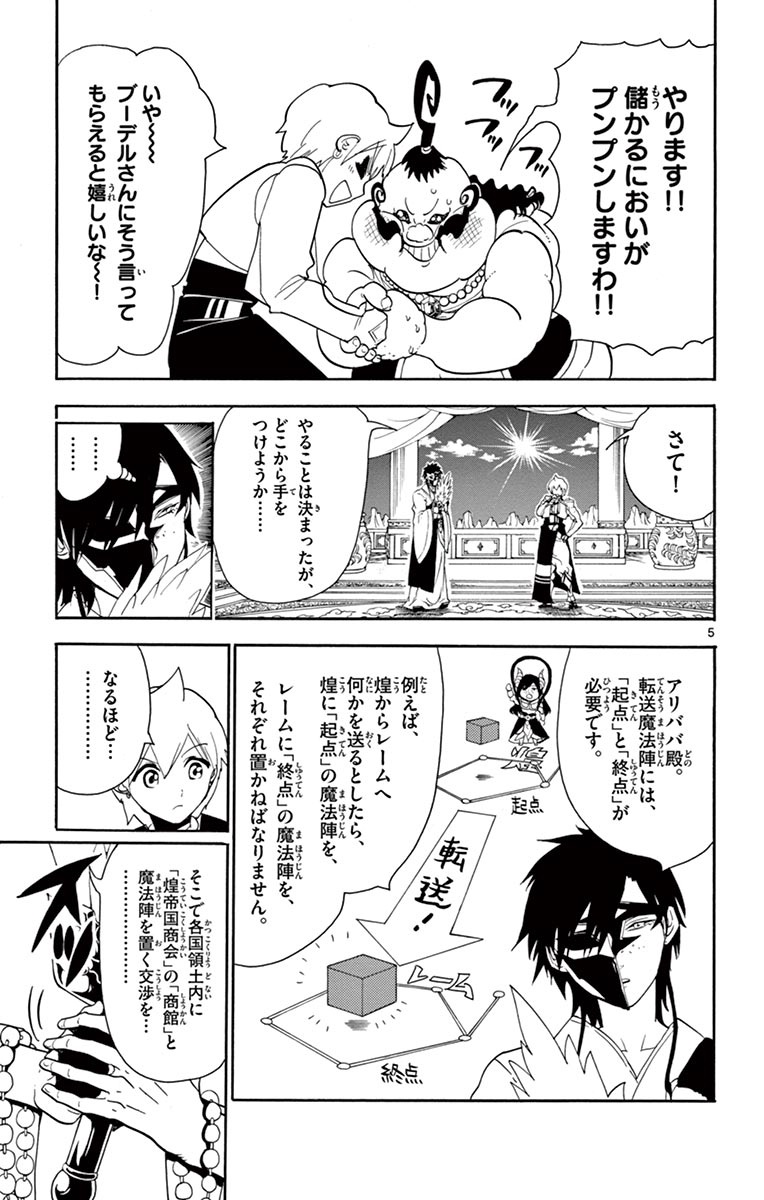 やります!!
儲かるにおいが
プンプンしますわ!!
ブンブン
いや~~~
ブーデルさんにそう言って
もらえると嬉しいな~!
さて!
やることは決まったが、
どこから手を
つけようか……
………
………
5
アリババ殿。
転送魔法陣には、
「起点」と「終点」が
必要です。
煌
起点
転送!
レーム
終点
例えば、
煌からレームへ
何かを送るとしたら、
煌に「起点」の魔法陣を、
レームに「終点」の魔法陣を、
それぞれ置かねばなりません。
なるほど…
…………
そこで各国領土内に
「煌帝国商会」の「商館」と
魔法陣を置く交渉を…
…………